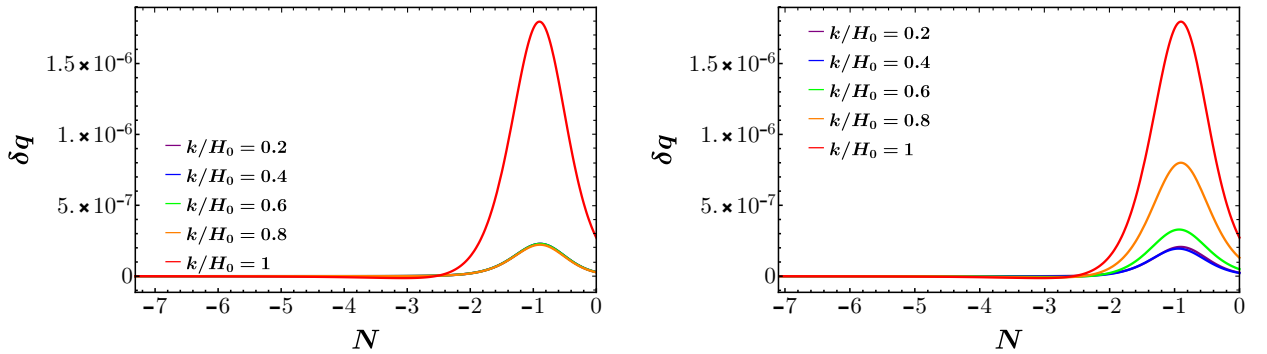 δq
1.5×10⁻⁶
1.×10⁻⁶
5.×10⁻⁷
0
k/H₀ = 0.2
k/H₀ = 0.4
k/H₀ = 0.6
k/H₀ = 0.8
k/H₀ = 1
−7 −6 −5 −4 −3 −2 −1 0
N
δq
1.5×10⁻⁶
1.×10⁻⁶
5.×10⁻⁷
0
k/H₀ = 0.2
k/H₀ = 0.4
k/H₀ = 0.6
k/H₀ = 0.8
k/H₀ = 1
−7 −6 −5 −4 −3 −2 −1 0
N